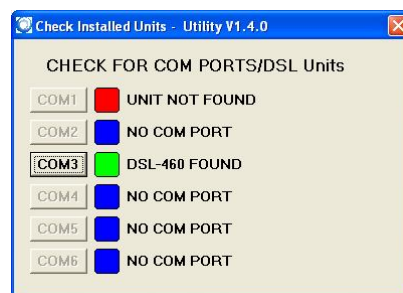 Check Installed Units - Utility V1.4.0
CHECK FOR COM PORTS/DSL Units
COM1 UNIT NOT FOUND
COM2 NO COM PORT
COM3 DSL-460 FOUND
COM4 NO COM PORT
COM5 NO COM PORT
COM6 NO COM PORT